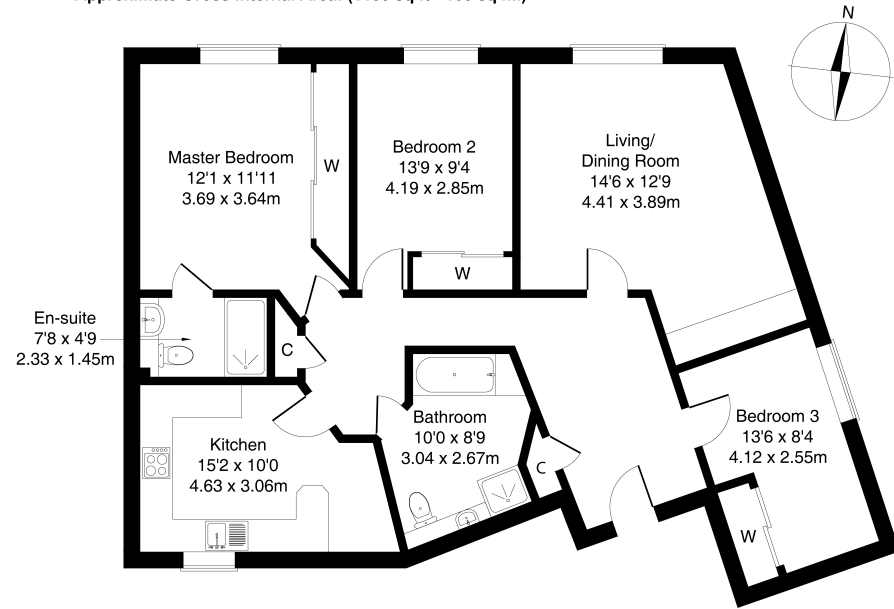 N
Master Bedroom
12'1 x 11'11
3.69 x 3.64m
W
Bedroom 2
13'9 x 9'4
4.19 x 2.85m
W
Living/
Dining Room
14'6 x 12'9
4.41 x 3.89m
En-suite
7'8 x 4'9
2.33 x 1.45m
C
Kitchen
15'2 x 10'0
4.63 x 3.06m
Bathroom
10'0 x 8'9
3.04 x 2.67m
C
Bedroom 3
13'6 x 8'4
4.12 x 2.55m
W